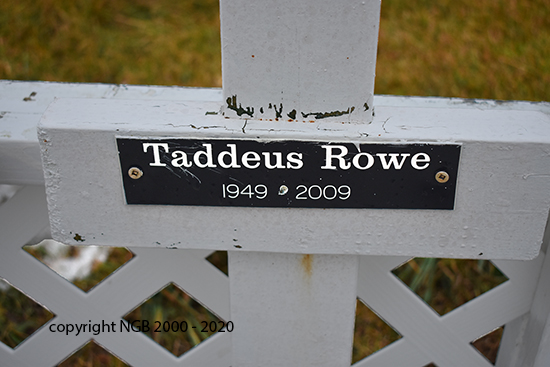 Taddeus Rowe
1949 - 2009
copyright NGB 2000 - 2020